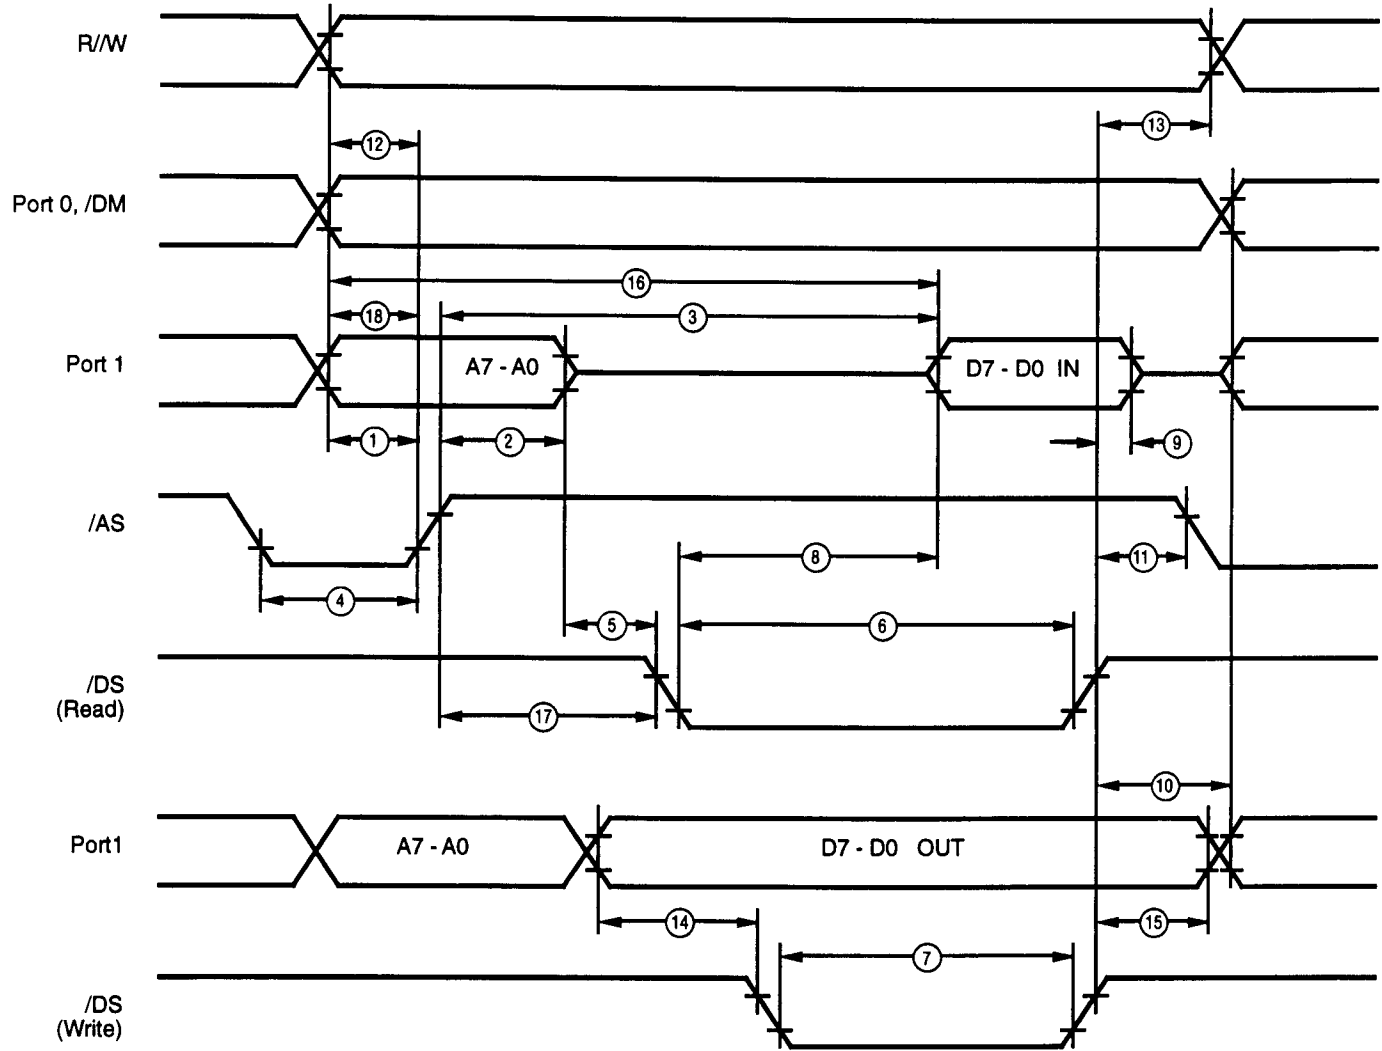 R//W
12
13
Port 0, /DM
16
18
3
Port 1
A7 - A0
D7 - D0 IN
1
2
9
/AS
8
11
4
5
6
/DS
(Read)
17
10
Port1
A7 - A0
D7 - D0 OUT
14
15
7
/DS
(Write)